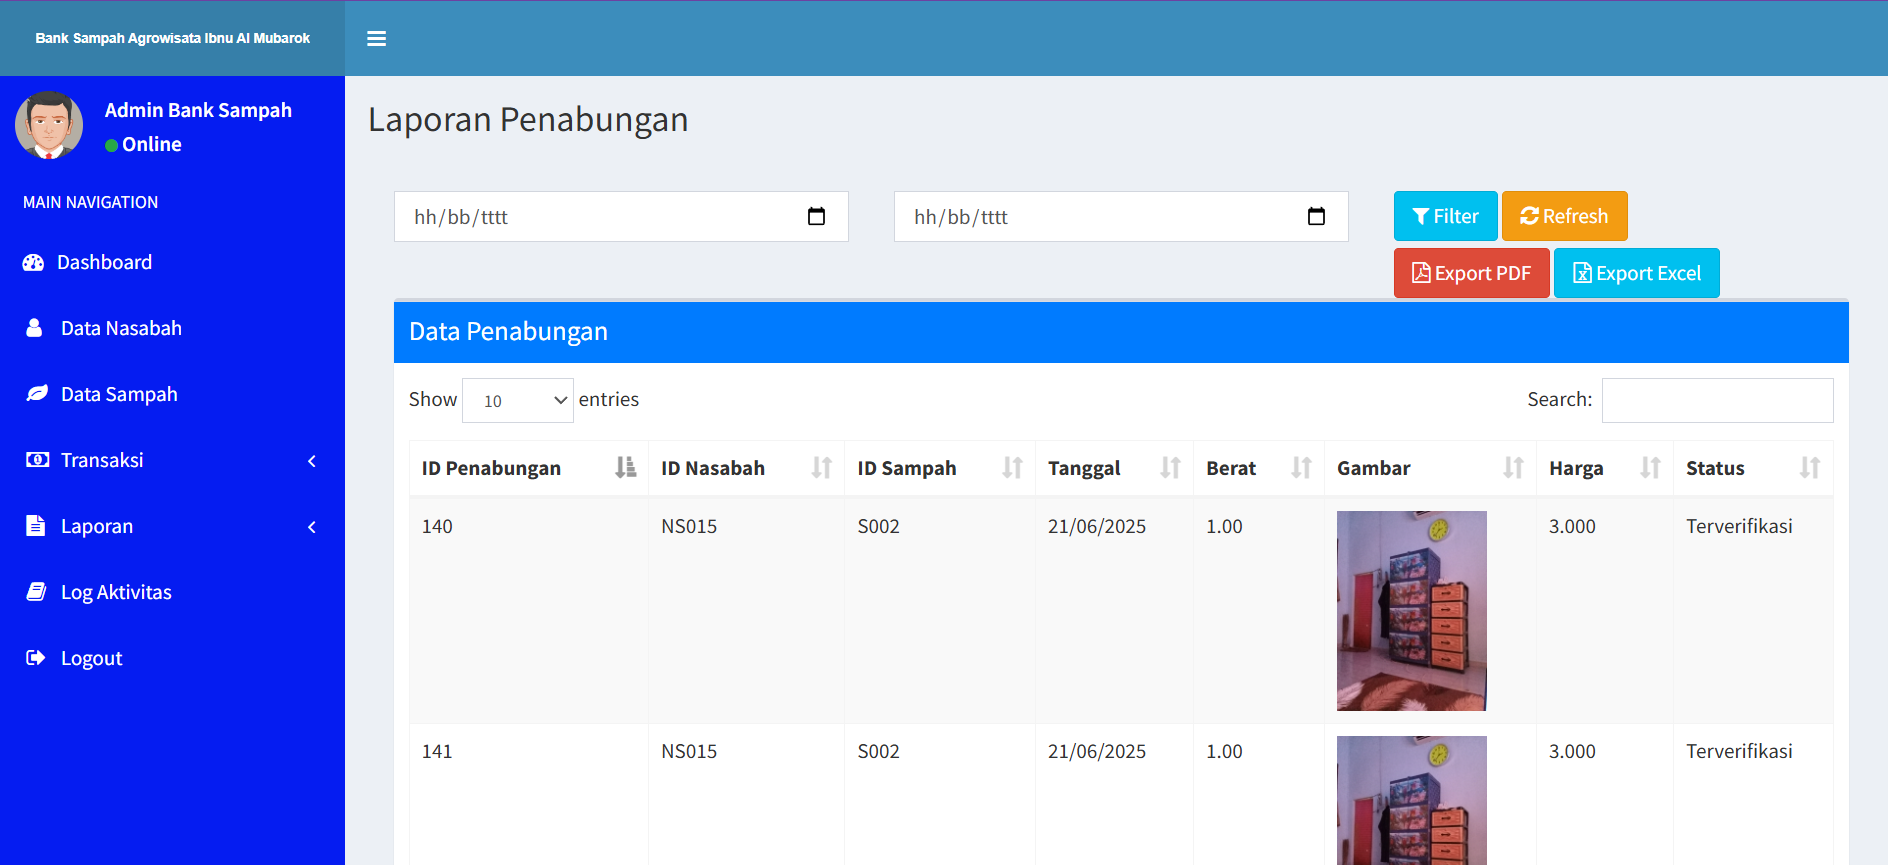 Bank Sampah Agrowisata Ibnu Al Mubarok
Admin Bank Sampah
Online
MAIN NAVIGATION
Dashboard
Data Nasabah
Data Sampah
Transaksi
Laporan
Log Aktivitas
Logout
Laporan Penabungan
hh/bb/tttt hh/bb/tttt Filter Refresh
Export PDF Export Excel
Data Penabungan
Show 10 entries Search:
ID Penabungan ID Nasabah ID Sampah Tanggal Berat Gambar Harga Status
140 NS015 S002 21/06/2025 1.00 3.000 Terverifikasi
141 NS015 S002 21/06/2025 1.00 3.000 Terverifikasi